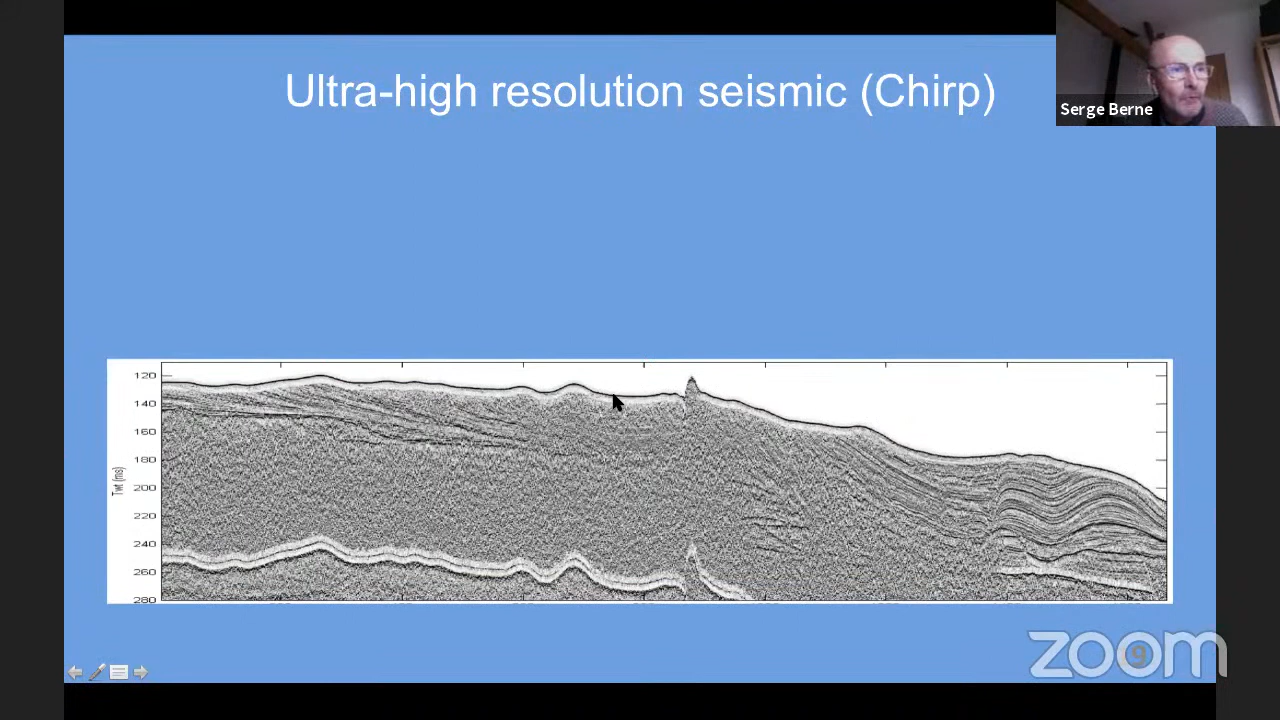 Ultra-high resolution seismic (Chirp)
Serge Berne
120
140
160
180
Twt (ms)
200
220
240
260
280
zoom
9